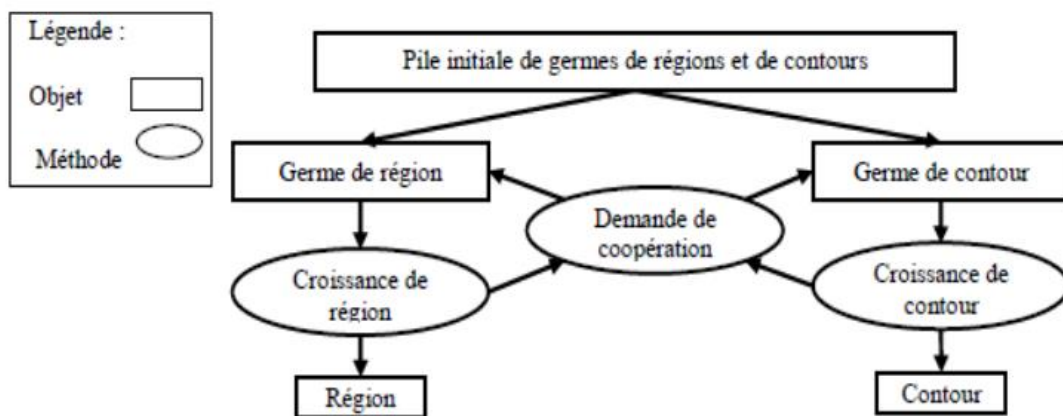 Légende :
Objet
Méthode
Pile initiale de germes de régions et de contours
Germe de région
Germe de contour
Demande de
coopération
Croissance de
région
Croissance de
contour
Région
Contour